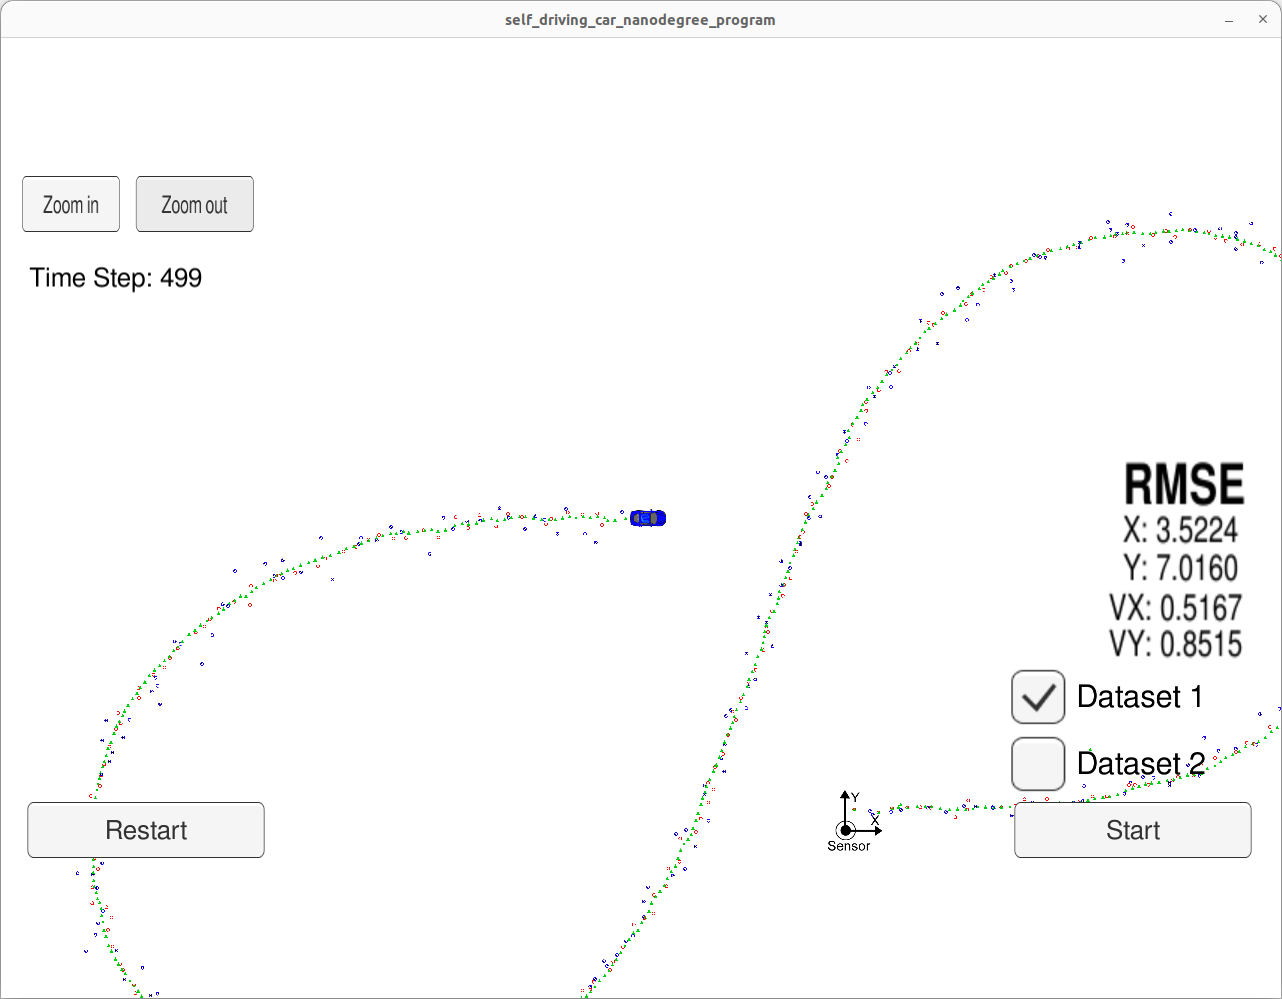 self_driving_car_nanodegree_program
Zoom in
Zoom out
Time Step: 499
RMSE
X: 3.5224
Y: 7.0160
VX: 0.5167
VY: 0.8515
Dataset 1
Dataset 2
Y
X
Sensor
Restart
Start